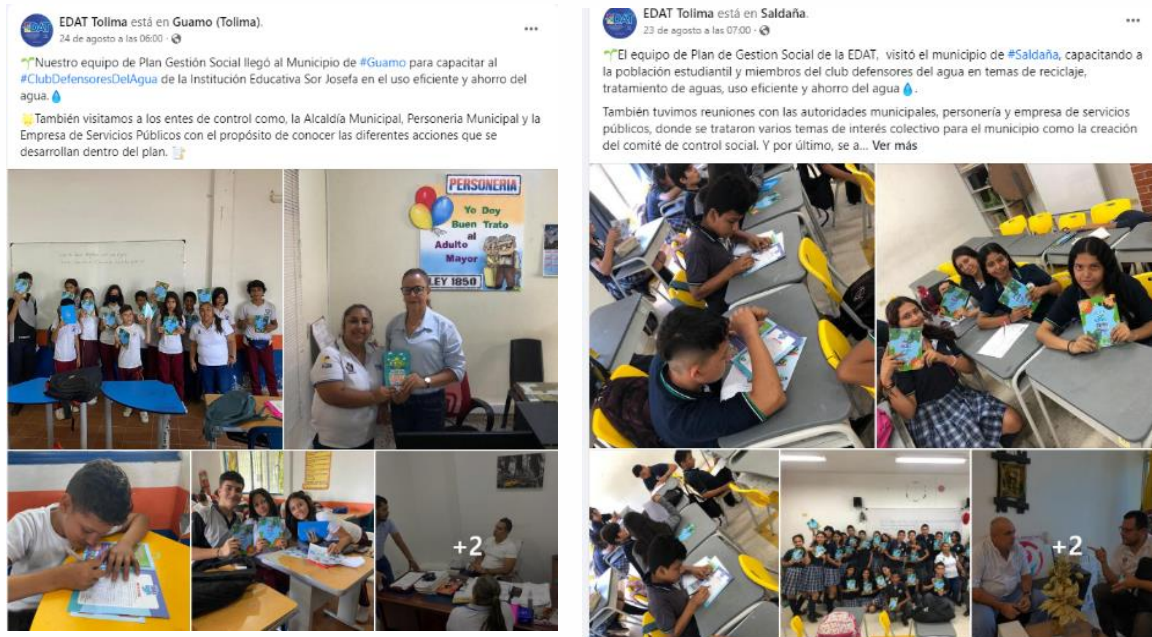 EDAT Tolima está en Guamo (Tolima).
24 de agosto a las 06:00 ·
🌱Nuestro equipo de Plan Gestión Social llegó al Municipio de #Guamo para capacitar al
#ClubDefensoresDelAgua de la Institución Educativa Sor Josefa en el uso eficiente y ahorro del
agua.💧
También visitamos a los entes de control como, la Alcaldía Municipal, Personeria Municipal y la
Empresa de Servicios Públicos con el propósito de conocer las diferentes acciones que se
desarrollan dentro del plan. 📝
PERSONERIA
Yo Doy
Buen Trato
al
Adulto
Mayor
LEY 1850
+2
EDAT Tolima está en Saldaña.
23 de agosto a las 07:00 ·
🌱El equipo de Plan de Gestion Social de la EDAT, visitó el municipio de #Saldaña, capacitando a
la población estudiantil y miembros del club defensores del agua en temas de reciclaje,
tratamiento de aguas, uso eficiente y ahorro del agua💧.
También tuvimos reuniones con las autoridades municipales, personería y empresa de servicios
públicos, donde se trataron varios temas de interés colectivo para el municipio como la creación
del comité de control social. Y por último, se a... Ver más
+2